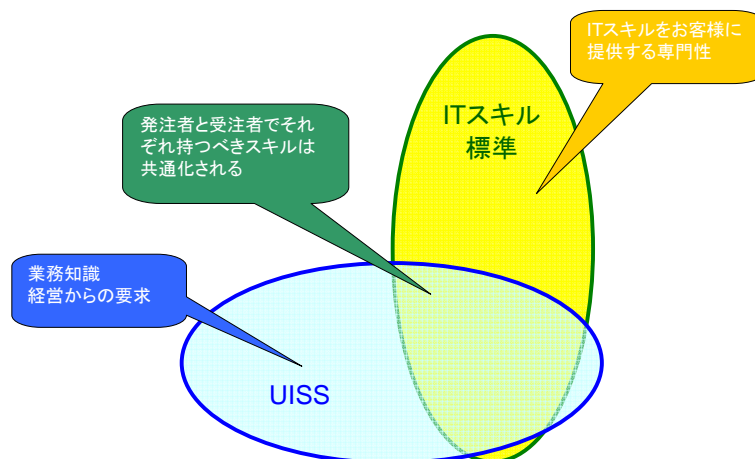 ITスキルをお客様に
提供する専門性
ITスキル
標準
発注者と受注者でそれ
ぞれ持つべきスキルは
共通化される
業務知識
経営からの要求
UISS